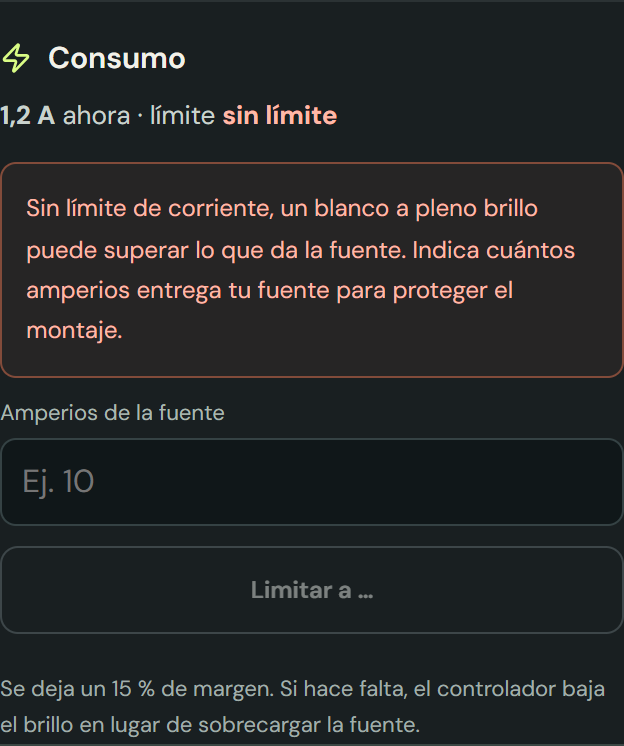 Consumo
1,2 A ahora · límite sin límite
Sin límite de corriente, un blanco a pleno brillo
puede superar lo que da la fuente. Indica cuántos
amperios entrega tu fuente para proteger el
montaje.
Amperios de la fuente
Ej. 10
Limitar a ...
Se deja un 15 % de margen. Si hace falta, el controlador baja
el brillo en lugar de sobrecargar la fuente.